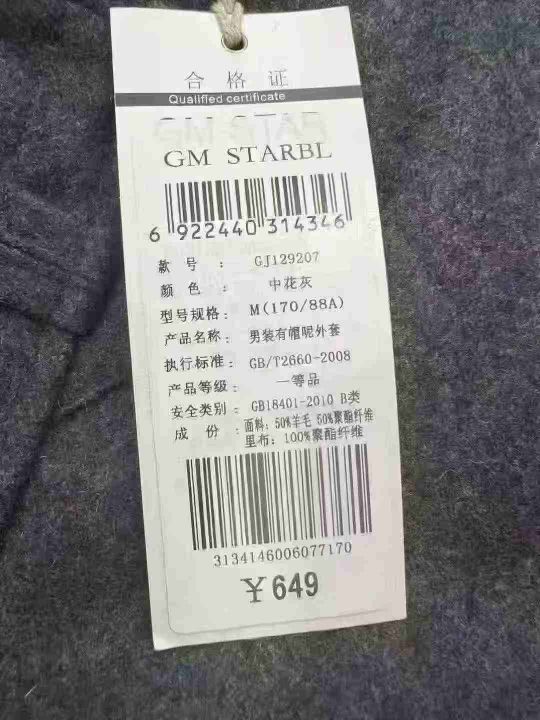 合格证
Qualified certificate
GM STAR
GM STARBL
6 922440 314346
款号: GJ129207
颜色: 中花灰
型号规格: M(170/88A)
产品名称: 男装有帽呢外套
执行标准: GB/T2660-2008
产品等级: 一等品
安全类别: GB18401-2010 B类
成份: 面料: 50%羊毛 50%聚酯纤维
里布: 100%聚酯纤维
3134146006077170
¥649